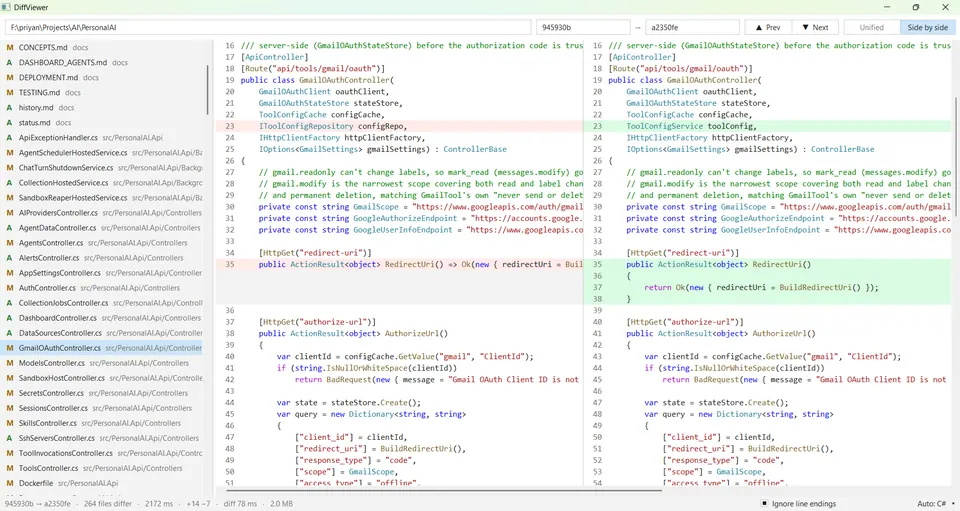 DiffViewer
F:\priyan\Projects\AI\PersonalAI
945930b
↔
a2350fe
▲ Prev
▼ Next
Unified
Side by side
M CONCEPTS.md docs
A DASHBOARD_AGENTS.md docs
M DEPLOYMENT.md docs
M TESTING.md docs
A history.md docs
A status.md docs
A ApiExceptionHandler.cs src/PersonalAI.Api
M AgentSchedulerHostedService.cs src/PersonalAI.Api/Ba
M ChatTurnShutdownService.cs src/PersonalAI.Api/Backgr
A CollectionHostedService.cs src/PersonalAI.Api/Backgrc
M SandboxReaperHostedService.cs src/PersonalAI.Api/Ba
M AIProvidersController.cs src/PersonalAI.Api/Controllers
A AgentDataController.cs src/PersonalAI.Api/Controllers
M AgentsController.cs src/PersonalAI.Api/Controllers
A AlertsController.cs src/PersonalAI.Api/Controllers
M AppSettingsController.cs src/PersonalAI.Api/Controllers
M AuthController.cs src/PersonalAI.Api/Controllers
A CollectionJobsController.cs src/PersonalAI.Api/Controlle
A DashboardController.cs src/PersonalAI.Api/Controllers
A DataSourcesController.cs src/PersonalAI.Api/Controllers
M GmailOAuthController.cs src/PersonalAI.Api/Controller
M ModelsController.cs src/PersonalAI.Api/Controllers
M SandboxHostController.cs src/PersonalAI.Api/Controlle
M SecretsController.cs src/PersonalAI.Api/Controllers
M SessionsController.cs src/PersonalAI.Api/Controllers
M SkillsController.cs src/PersonalAI.Api/Controllers
M SshServersController.cs src/PersonalAI.Api/Controllers
M ToolInvocationsController.cs src/PersonalAI.Api/Contrc
M ToolsController.cs src/PersonalAI.Api/Controllers
M Dockerfile src/PersonalAI.Api
16 /// server-side (GmailOAuthStateStore) before the authorization code is trus
17 [ApiController]
18 [Route("api/tools/gmail/oauth")]
19 public class GmailOAuthController(
20 GmailOAuthClient oauthClient,
21 GmailOAuthStateStore stateStore,
22 ToolConfigCache configCache,
23 IToolConfigRepository configRepo,
24 IHttpClientFactory httpClientFactory,
25 IOptions<GmailSettings> gmailSettings) : ControllerBase
26 {
27 // gmail.readonly can't change labels, so mark_read (messages.modify) go
28 // gmail.modify is the narrowest scope covering both read and label chan
29 // and permanent deletion, matching GmailTool's own "never send or delet
30 private const string GmailScope = "https://www.googleapis.com/auth/gmail
31 private const string GoogleAuthorizeEndpoint = "https://accounts.google.
32 private const string GoogleUserInfoEndpoint = "https://www.googleapis.co
33
34 [HttpGet("redirect-uri")]
35 public ActionResult<object> RedirectUri() => Ok(new { redirectUri = Buil
36
37 [HttpGet("authorize-url")]
38 public ActionResult<object> AuthorizeUrl()
39 {
40 var clientId = configCache.GetValue("gmail", "ClientId");
41 if (string.IsNullOrWhiteSpace(clientId))
42 return BadRequest(new { message = "Gmail OAuth Client ID is not
43
44 var state = stateStore.Create();
45 var query = new Dictionary<string, string>
46 {
47 ["client_id"] = clientId,
48 ["redirect_uri"] = BuildRedirectUri(),
49 ["response_type"] = "code",
50 ["scope"] = GmailScope,
51 ["access_type"] = "offline",
16 /// server-side (GmailOAuthStateStore) before the authorization code is trus
17 [ApiController]
18 [Route("api/tools/gmail/oauth")]
19 public class GmailOAuthController(
20 GmailOAuthClient oauthClient,
21 GmailOAuthStateStore stateStore,
22 ToolConfigCache configCache,
23 ToolConfigService toolConfig,
24 IHttpClientFactory httpClientFactory,
25 IOptions<GmailSettings> gmailSettings) : ControllerBase
26 {
27 // gmail.readonly can't change labels, so mark_read (messages.modify) go
28 // gmail.modify is the narrowest scope covering both read and label chan
29 // and permanent deletion, matching GmailTool's own "never send or delet
30 private const string GmailScope = "https://www.googleapis.com/auth/gmail
31 private const string GoogleAuthorizeEndpoint = "https://accounts.google.
32 private const string GoogleUserInfoEndpoint = "https://www.googleapis.co
33
34 [HttpGet("redirect-uri")]
35 public ActionResult<object> RedirectUri()
36 {
37 return Ok(new { redirectUri = BuildRedirectUri() });
38 }
39
40 [HttpGet("authorize-url")]
41 public ActionResult<object> AuthorizeUrl()
42 {
43 var clientId = configCache.GetValue("gmail", "ClientId");
44 if (string.IsNullOrWhiteSpace(clientId))
45 return BadRequest(new { message = "Gmail OAuth Client ID is not
46
47 var state = stateStore.Create();
48 var query = new Dictionary<string, string>
49 {
50 ["client_id"] = clientId,
51 ["redirect_uri"] = BuildRedirectUri(),
52 ["response_type"] = "code",
53 ["scope"] = GmailScope,
54 ["access_type"] = "offline",
945930b → a2350fe · 264 files differ · 2172 ms · +14 −7 · diff 78 ms · 2.0 MB
Ignore line endings
Auto: C#